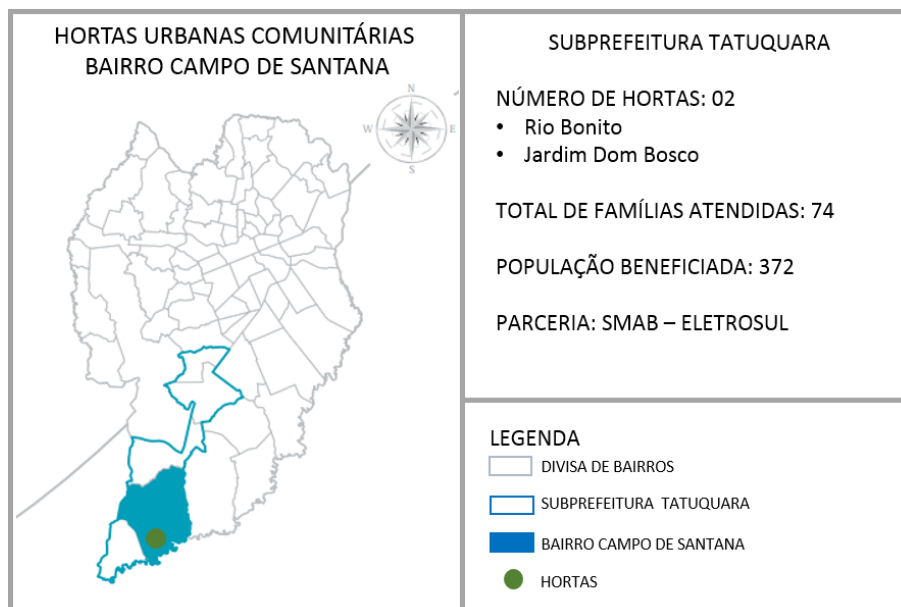 HORTAS URBANAS COMUNITÁRIAS
BAIRRO CAMPO DE SANTANA
N
W
E
S
SUBPREFEITURA TATUQUARA
NÚMERO DE HORTAS: 02
• Rio Bonito
• Jardim Dom Bosco
TOTAL DE FAMÍLIAS ATENDIDAS: 74
POPULAÇÃO BENEFICIADA: 372
PARCERIA: SMAB – ELETROSUL
LEGENDA
DIVISA DE BAIRROS
SUBPREFEITURA TATUQUARA
BAIRRO CAMPO DE SANTANA
HORTAS